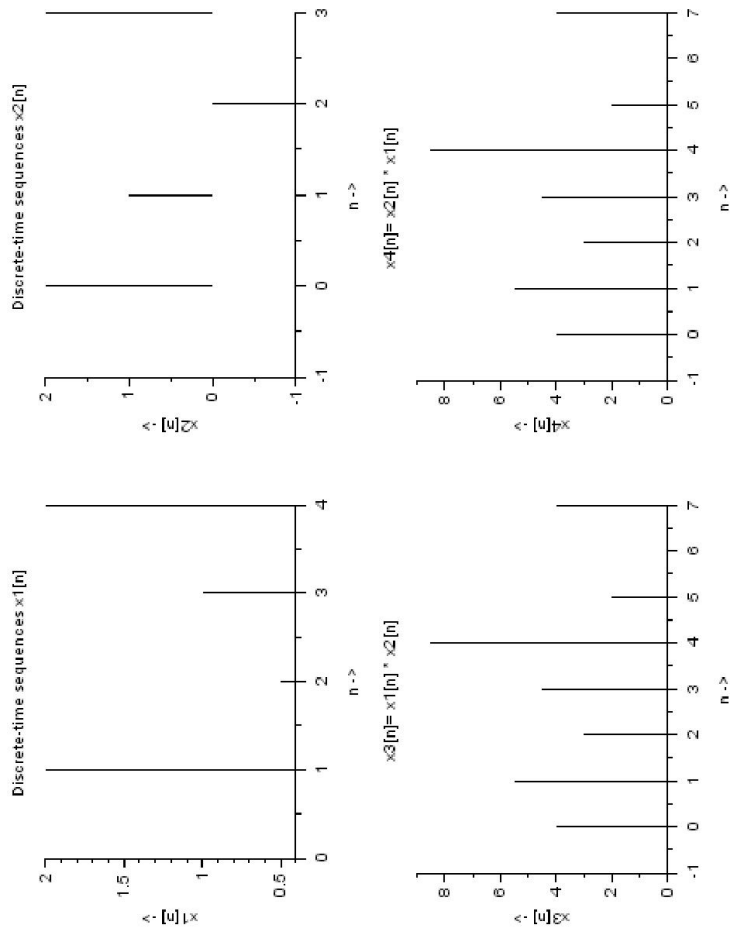 Discrete-time sequences x1[n]
x1[n] ->
2
1.5
1
0.5
0 1 2 3 4
n ->
Discrete-time sequences x2[n]
x2[n] ->
2
1
0
-1
-1 0 1 2 3
n ->
x3[n]= x1[n] * x2[n]
x3[n] ->
8
6
4
2
0
-1 0 1 2 3 4 5 6 7
n ->
x4[n]= x2[n] * x1[n]
x4[n] ->
8
6
4
2
0
-1 0 1 2 3 4 5 6 7
n ->